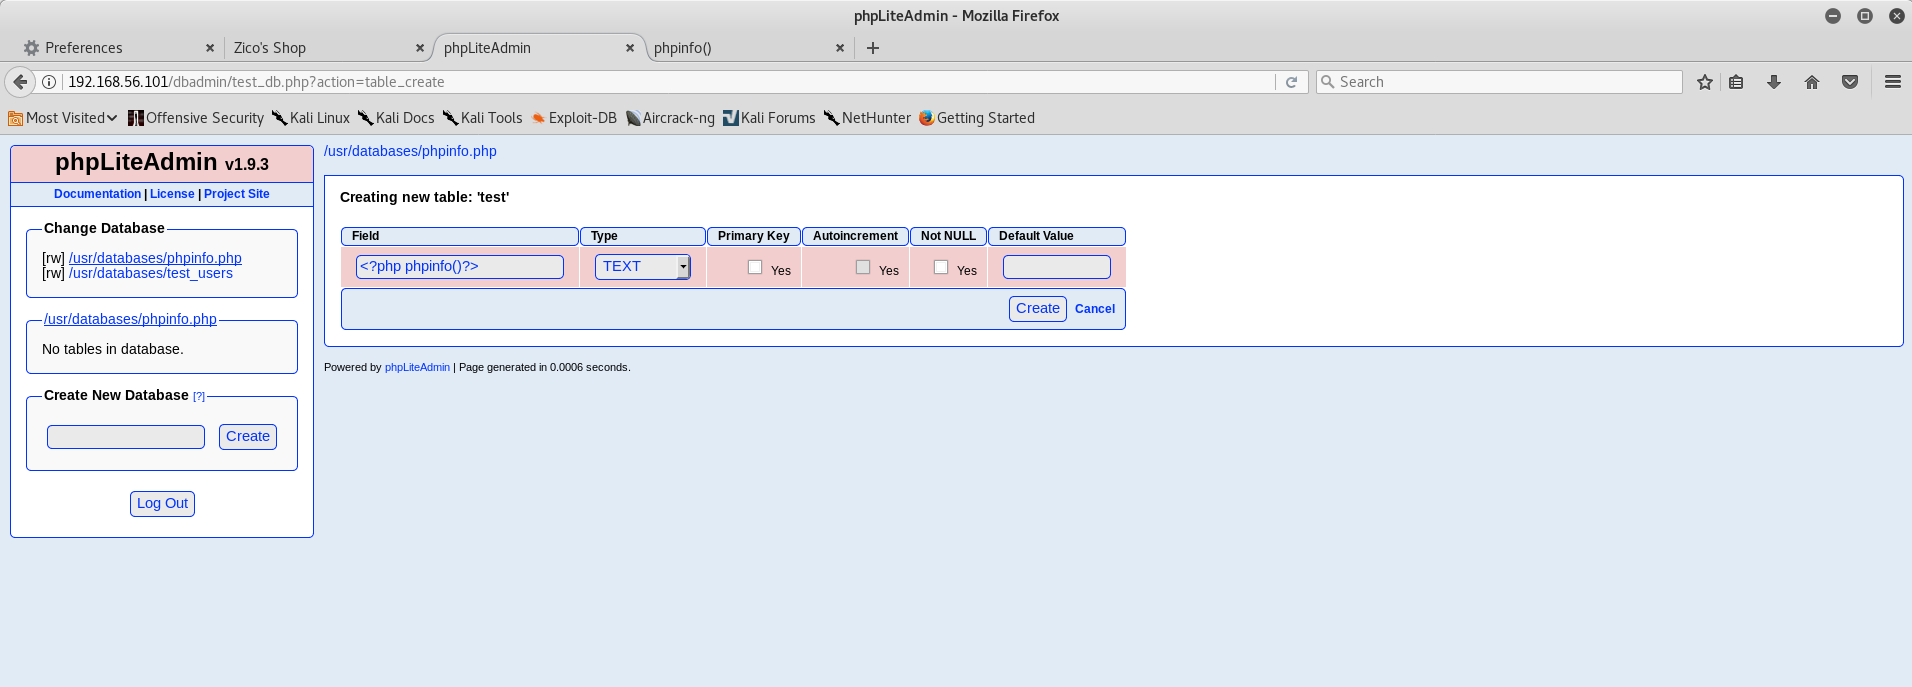 phpLiteAdmin - Mozilla Firefox
Preferences Zico's Shop phpLiteAdmin phpinfo()
192.168.56.101/dbadmin/test_db.php?action=table_create Search
Most Visited Offensive Security Kali Linux Kali Docs Kali Tools Exploit-DB Aircrack-ng Kali Forums NetHunter Getting Started
phpLiteAdmin v1.9.3
Documentation | License | Project Site
Change Database
[rw] /usr/databases/phpinfo.php
[rw] /usr/databases/test_users
/usr/databases/phpinfo.php
No tables in database.
Create New Database [?]
Create
Log Out
/usr/databases/phpinfo.php
Creating new table: 'test'
Field Type Primary Key Autoincrement Not NULL Default Value
<?php phpinfo()?> TEXT Yes Yes Yes
Create Cancel
Powered by phpLiteAdmin | Page generated in 0.0006 seconds.